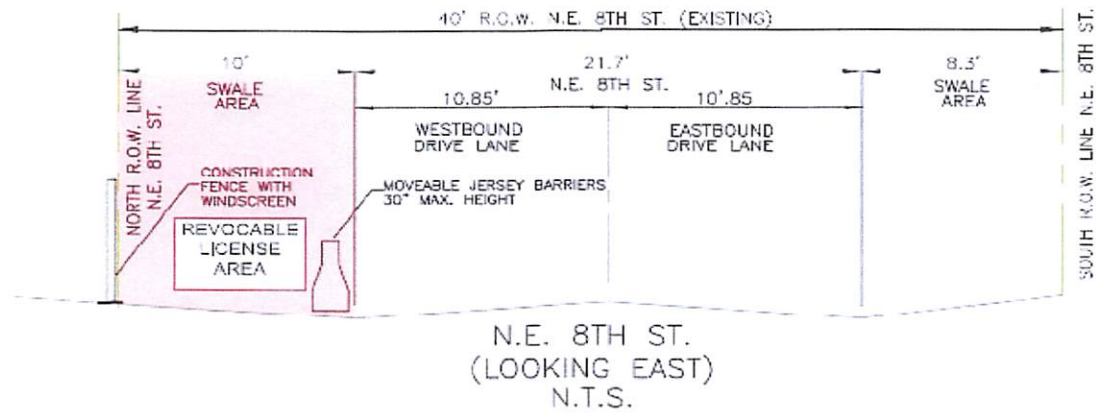 40' R.O.W. N.E. 8TH ST. (EXISTING)
10'
21.7'
8.3'
N.E. 8TH ST.
SWALE
AREA
SWALE
AREA
10.85'
10'.85
NORTH R.O.W. LINE
N.E. 8TH ST.
WESTBOUND
DRIVE LANE
EASTBOUND
DRIVE LANE
SOUTH R.O.W. LINE N.E. 8TH ST.
CONSTRUCTION
FENCE WITH
WINDSCREEN
MOVEABLE JERSEY BARRIERS
30" MAX. HEIGHT
REVOCABLE
LICENSE
AREA
N.E. 8TH ST.
(LOOKING EAST)
N.T.S.